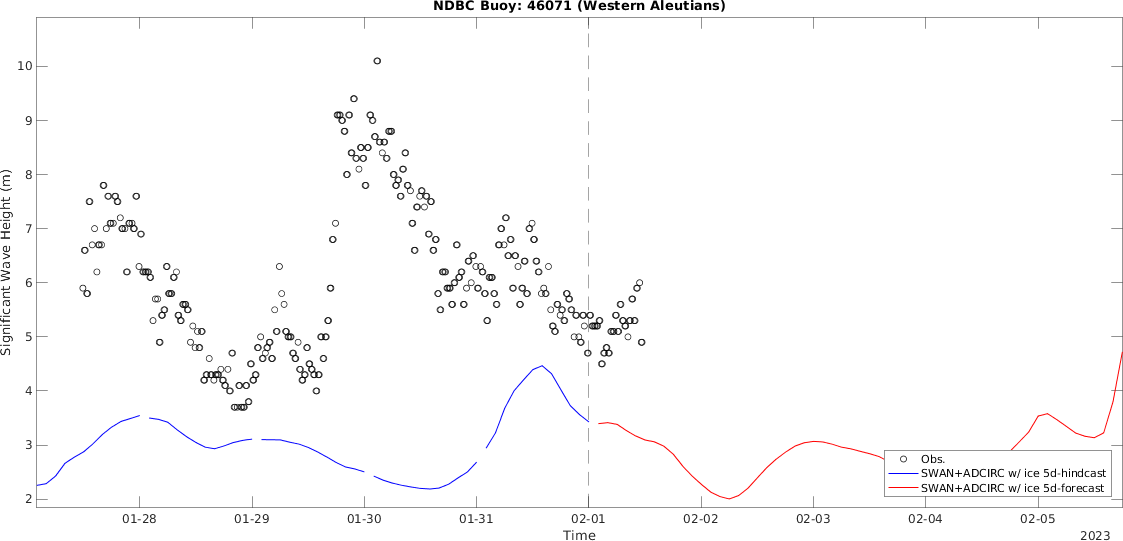 NDBC Buoy: 46071 (Western Aleutians)
Significant Wave Height (m)
10
9
8
7
6
5
4
3
2
Obs.
SWAN+ADCIRC w/ ice 5d-hindcast
SWAN+ADCIRC w/ ice 5d-forecast
01-28 01-29 01-30 01-31 02-01 02-02 02-03 02-04 02-05
Time
2023